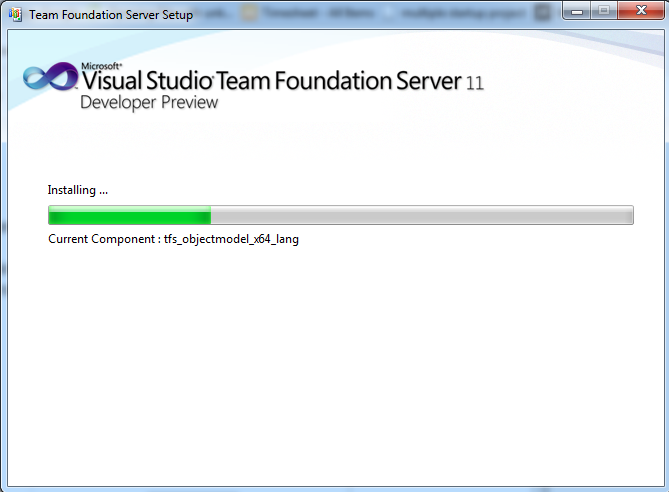 Team Foundation Server Setup
Microsoft®
Visual Studio® Team Foundation Server 11
Developer Preview
Installing ...
Current Component : tfs_objectmodel_x64_lang